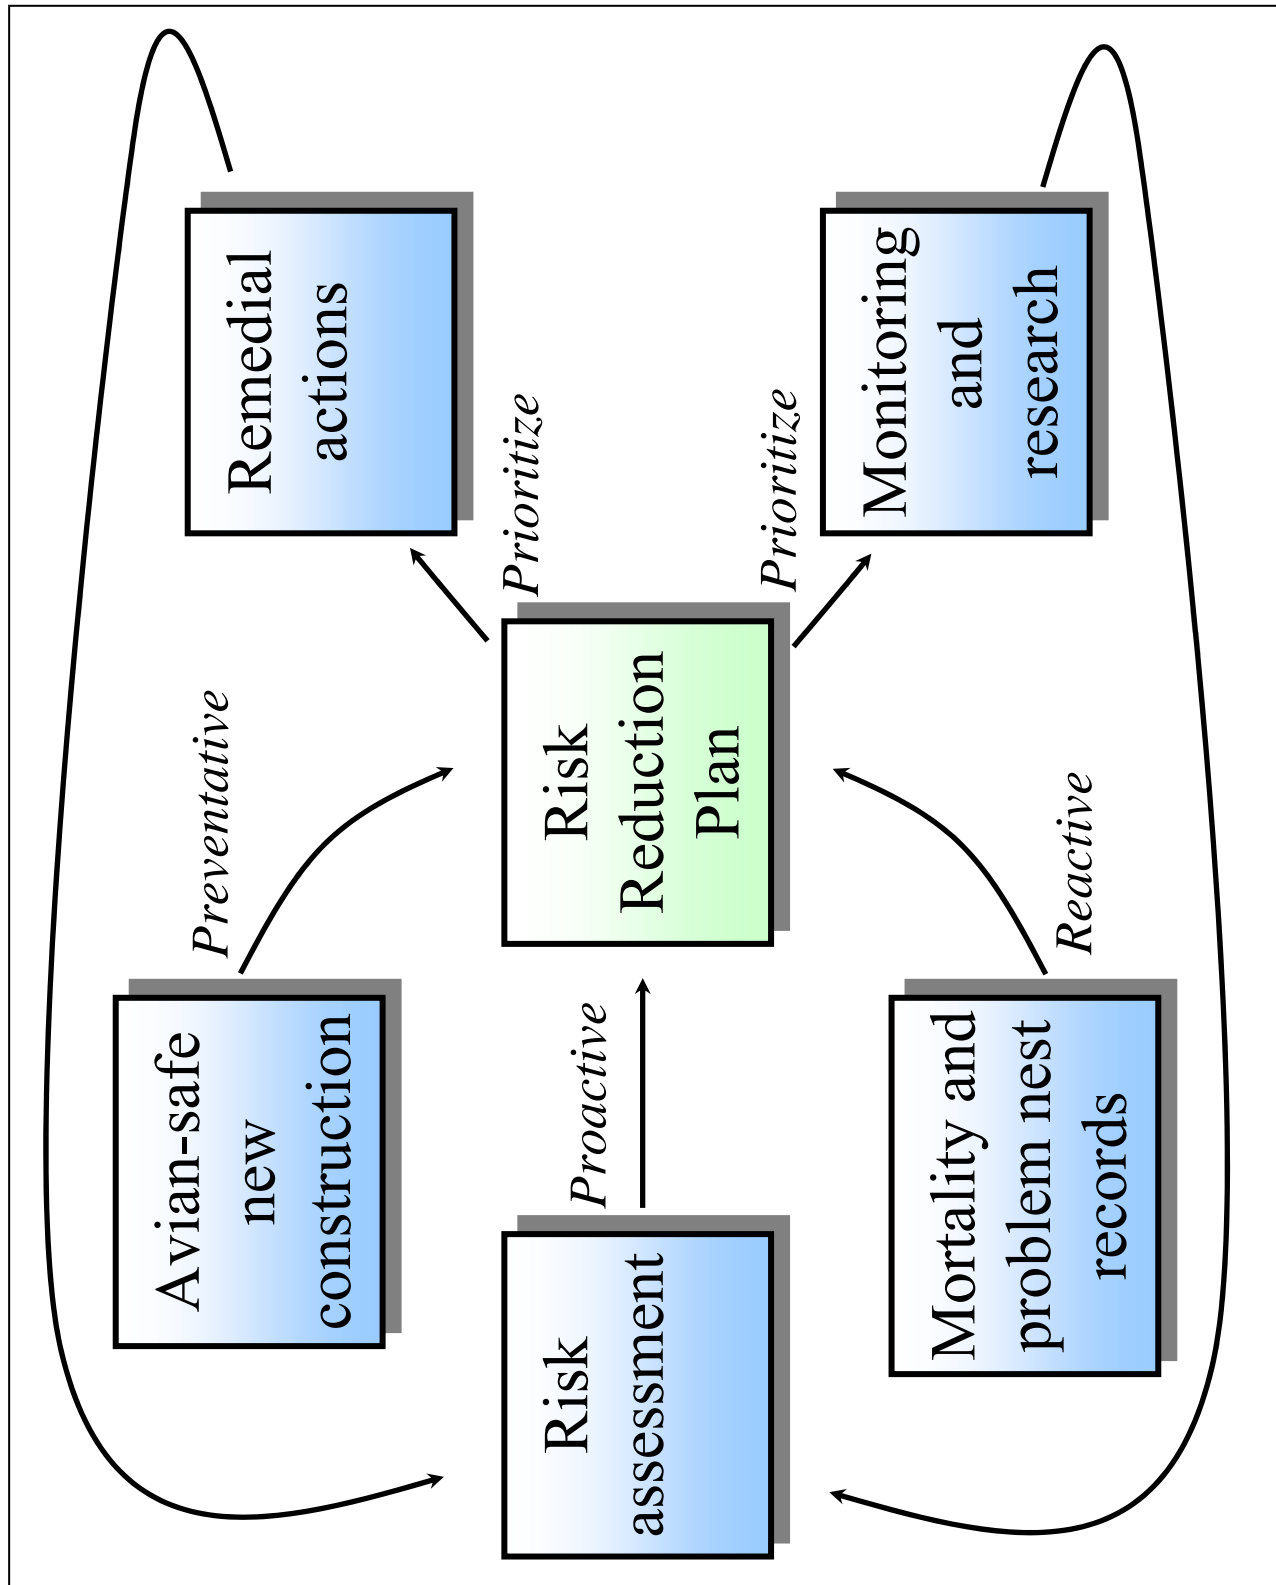 Avian-safe
new
construction
Preventative
Remedial
actions
Prioritize
Risk
assessment
Proactive
Risk
Reduction
Plan
Prioritize
Mortality and
problem nest
records
Reactive
Monitoring
and
research